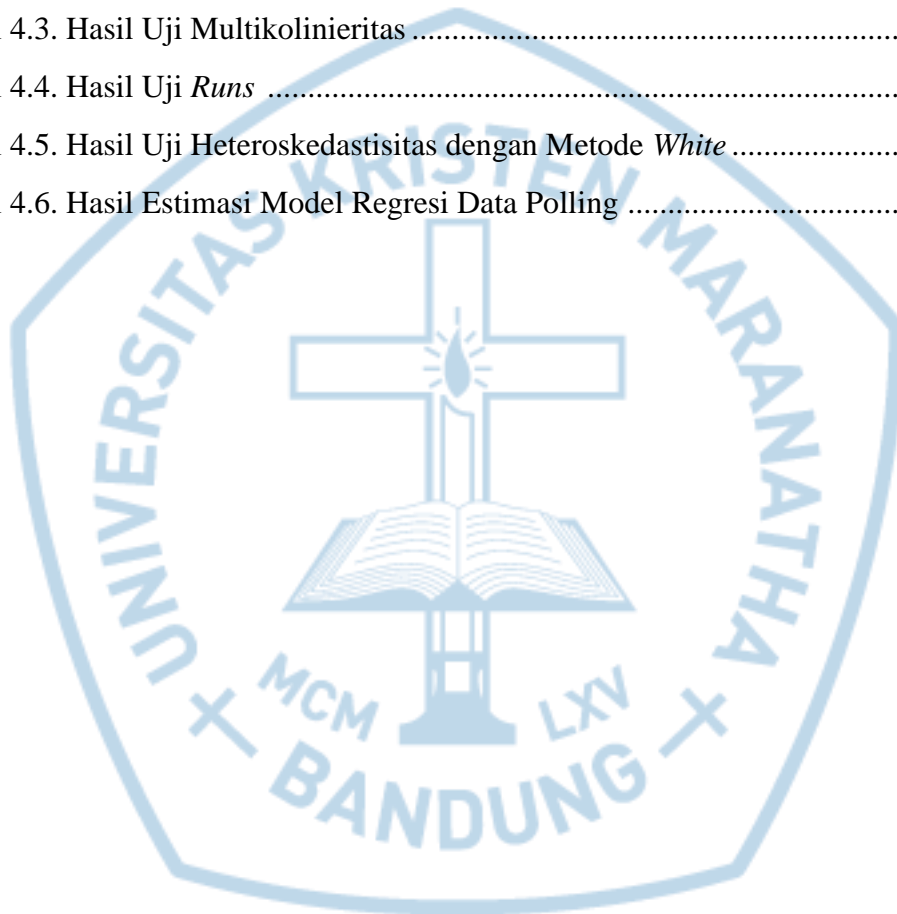 4.3. Hasil Uji Multikolinieritas ........................................................
4.4. Hasil Uji Runs ..........................................................................
4.5. Hasil Uji Heteroskedastisitas dengan Metode White ....................
4.6. Hasil Estimasi Model Regresi Data Polling .................................
UNIVERSITAS KRISTEN MARANATHA
MCM LXV
BANDUNG